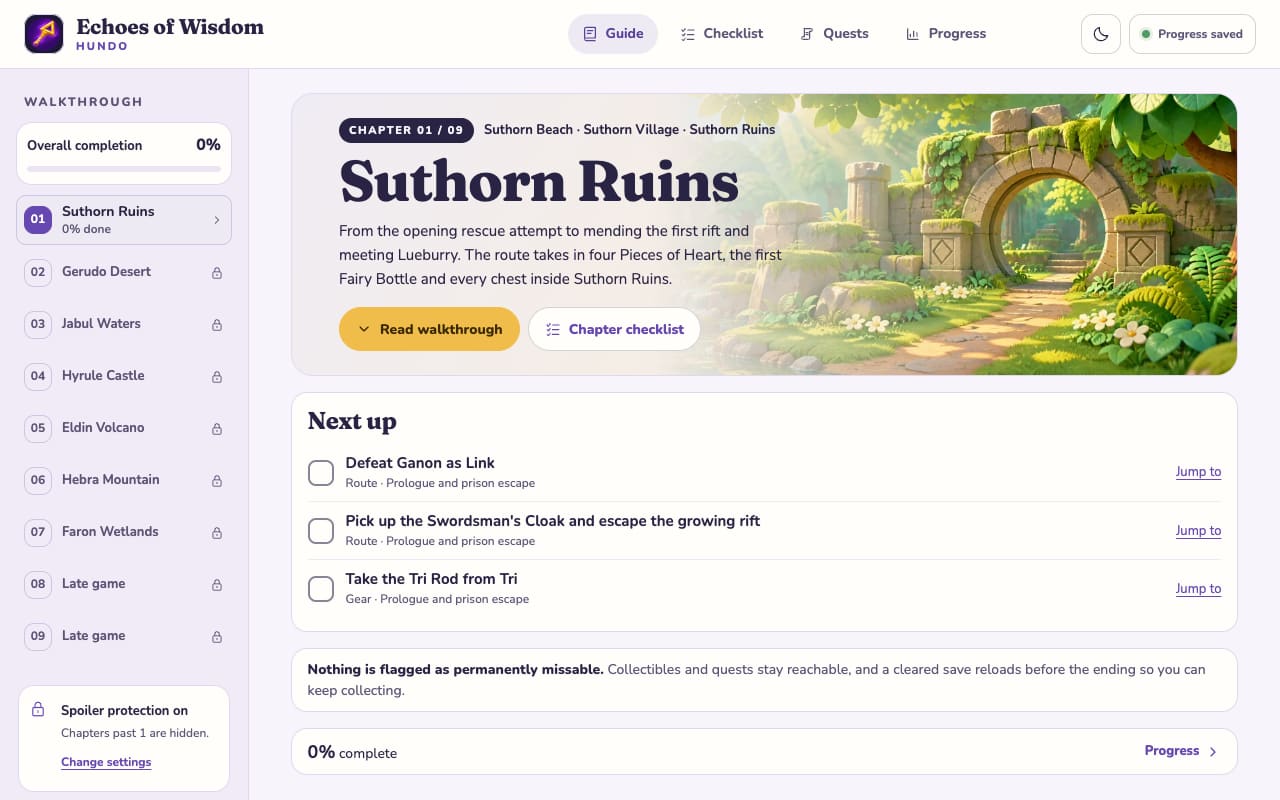 Echoes of Wisdom
HUNDO
Guide
Checklist
Quests
Progress
Progress saved
WALKTHROUGH
Overall completion 0%
01 Suthorn Ruins
0% done
02 Gerudo Desert
03 Jabul Waters
04 Hyrule Castle
05 Eldin Volcano
06 Hebra Mountain
07 Faron Wetlands
08 Late game
09 Late game
Spoiler protection on
Chapters past 1 are hidden.
Change settings
CHAPTER 01 / 09 Suthorn Beach · Suthorn Village · Suthorn Ruins
Suthorn Ruins
From the opening rescue attempt to mending the first rift and
meeting Lueburry. The route takes in four Pieces of Heart, the first
Fairy Bottle and every chest inside Suthorn Ruins.
Read walkthrough
Chapter checklist
Next up
Defeat Ganon as Link
Route · Prologue and prison escape
Jump to
Pick up the Swordsman's Cloak and escape the growing rift
Route · Prologue and prison escape
Jump to
Take the Tri Rod from Tri
Gear · Prologue and prison escape
Jump to
Nothing is flagged as permanently missable. Collectibles and quests stay reachable, and a cleared save reloads before the ending so you can
keep collecting.
0% complete
Progress